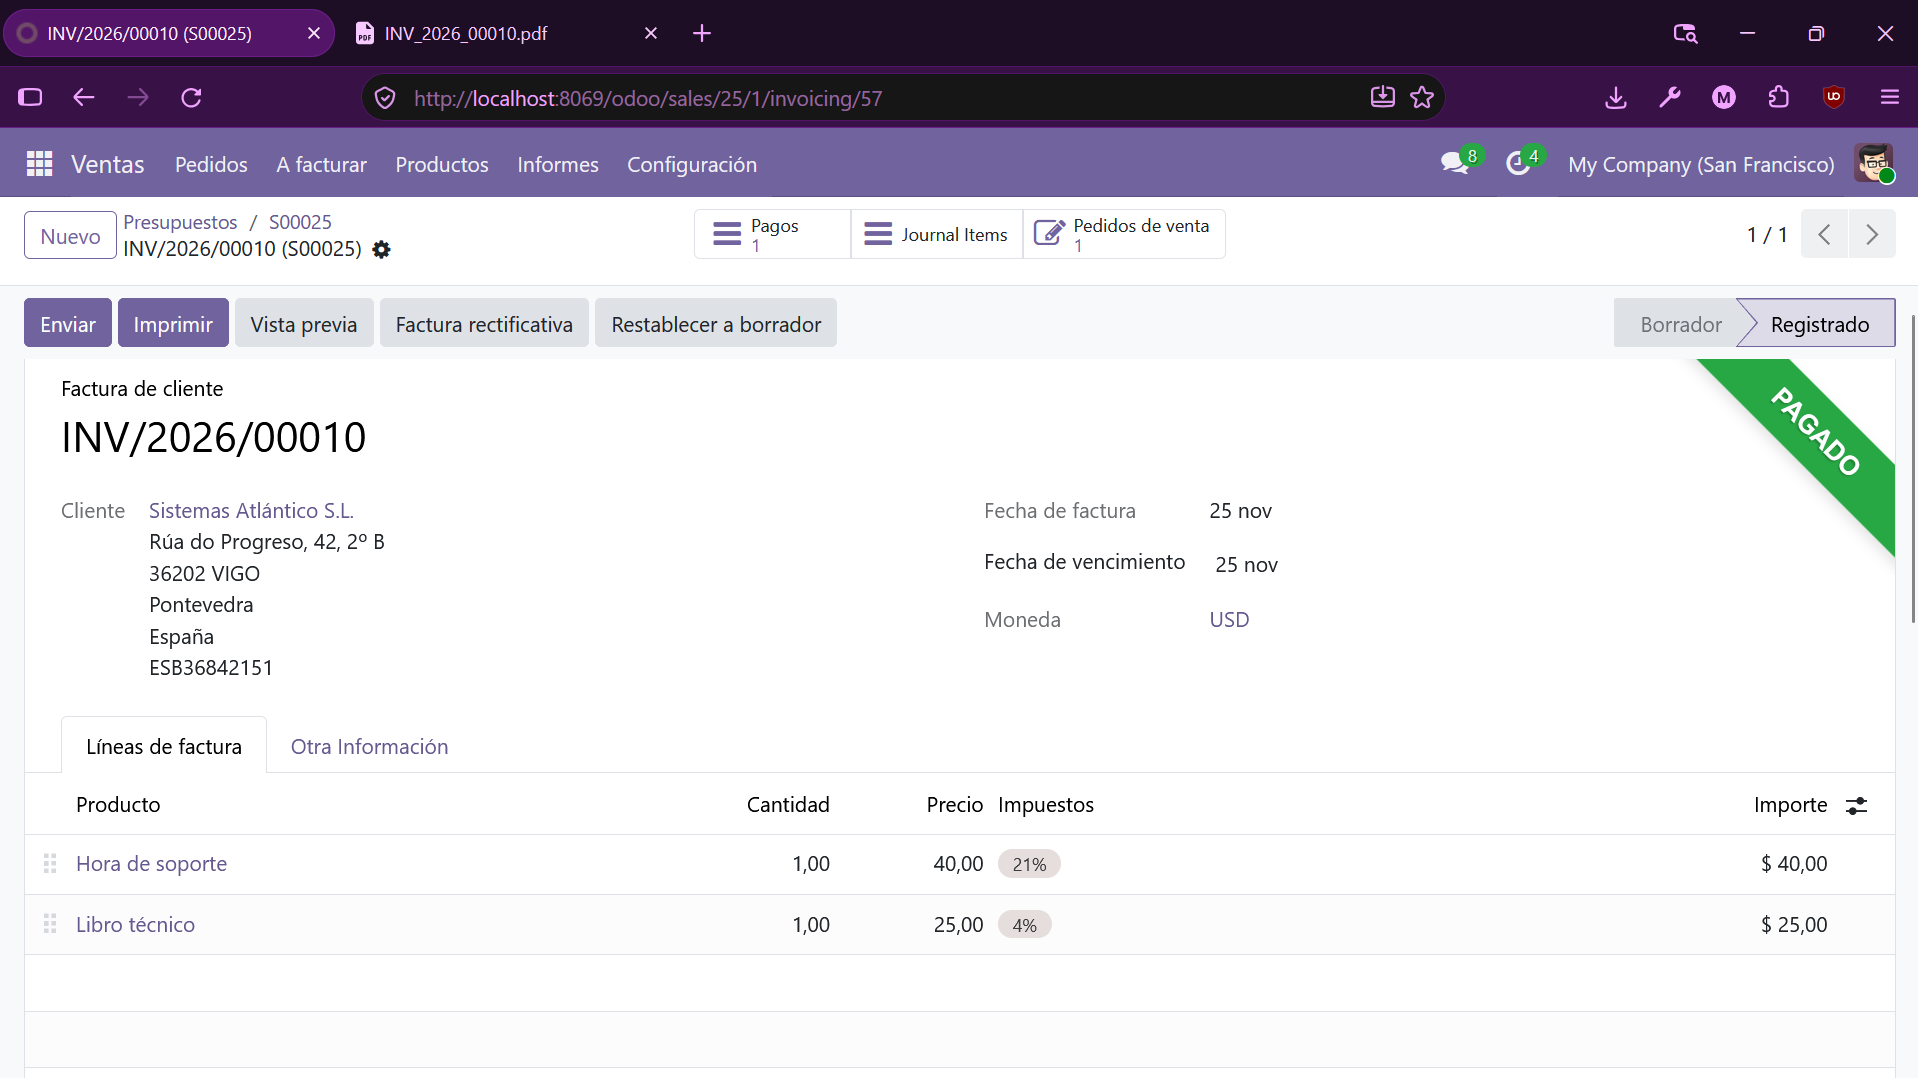 INV/2026/00010 (S00025)
INV_2026_00010.pdf
http://localhost:8069/odoo/sales/25/1/invoicing/57
M
Ventas
Pedidos
A facturar
Productos
Informes
Configuración
8
4
My Company (San Francisco)
Nuevo
Presupuestos / S00025
INV/2026/00010 (S00025)
Pagos
1
Journal Items
Pedidos de venta
1
1 / 1
Enviar
Imprimir
Vista previa
Factura rectificativa
Restablecer a borrador
Borrador
Registrado
PAGADO
Factura de cliente
INV/2026/00010
Cliente
Sistemas Atlántico S.L.
Rúa do Progreso, 42, 2º B
36202 VIGO
Pontevedra
España
ESB36842151
Fecha de factura 25 nov
Fecha de vencimiento 25 nov
Moneda USD
Líneas de factura
Otra Información
Producto Cantidad Precio Impuestos Importe
Hora de soporte 1,00 40,00 21% $ 40,00
Libro técnico 1,00 25,00 4% $ 25,00